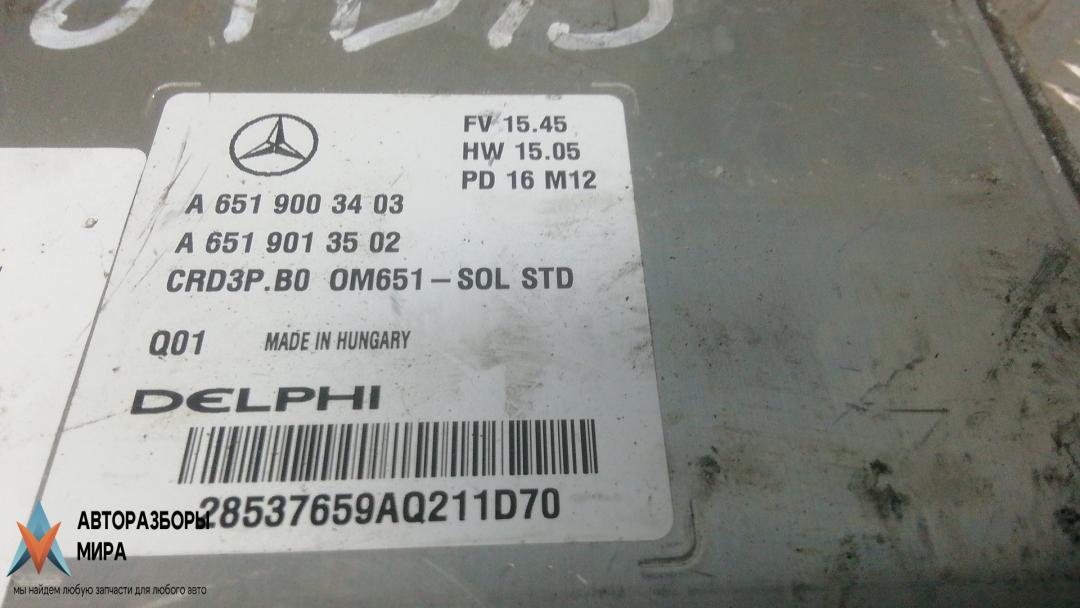 FV 15.45
HW 15.05
PD 16 M12
A 651 900 34 03
A 651 901 35 02
CRD3P.B0 OM651-SOL STD
Q01 MADE IN HUNGARY
DELPHI
28537659AQ211D70
АВТОРАЗБОРЫ
МИРА
мы найдем любую запчасти для любого авто